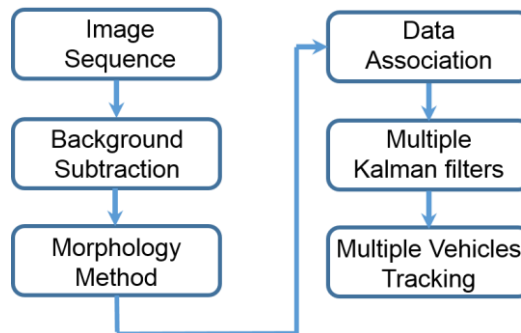 Image
Sequence
Background
Subtraction
Morphology
Method
Data
Association
Multiple
Kalman filters
Multiple Vehicles
Tracking